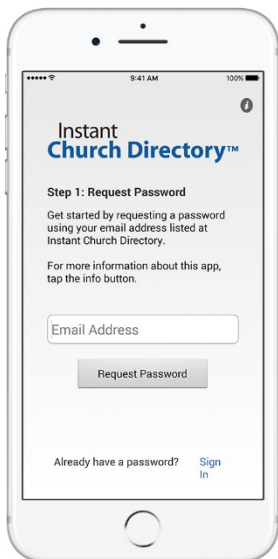 9:41 AM 100%
Instant
Church Directory™
Step 1: Request Password
Get started by requesting a password
using your email address listed at
Instant Church Directory.
For more information about this app,
tap the info button.
Email Address
Request Password
Already have a password? Sign
In